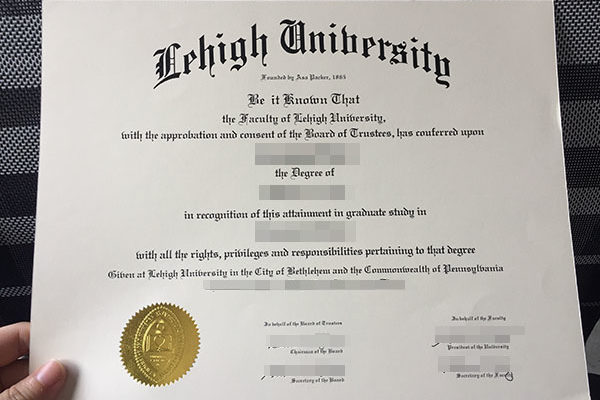 Lehigh University
Founded by Asa Packer, 1865
Be it Known That
the Faculty of Lehigh University,
with the approbation and consent of the Board of Trustees, has conferred upon
the Degree of
in recognition of this attainment in graduate study in
with all the rights, privileges and responsibilities pertaining to that degree
Given at Lehigh University in the City of Bethlehem and the Commonwealth of Pennsylvania
In behalf of the Board of Trustees
Chairman of the Board
Secretary of the Board
In behalf of the Faculty
President of the University
Secretary of the Faculty